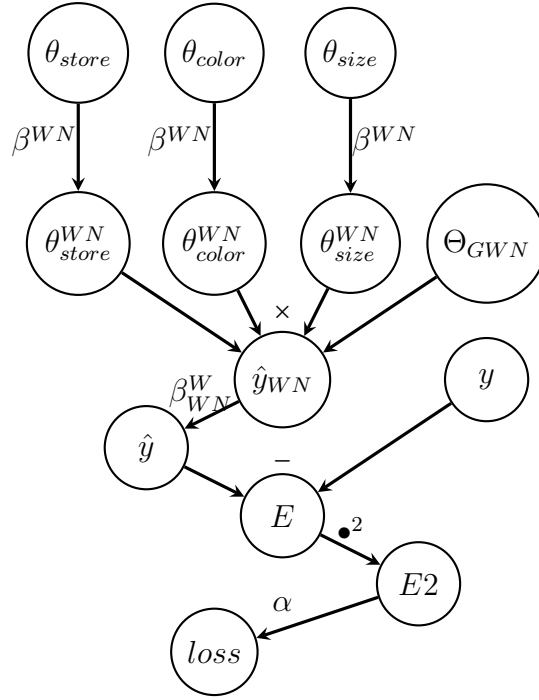 θ_store θ_color θ_size
β^WN β^WN β^WN
θ^WN_store θ^WN_color θ^WN_size Θ_GWN
×
ŷ_WN y
β^W_WN
ŷ
−
E
•²
E2
α
loss